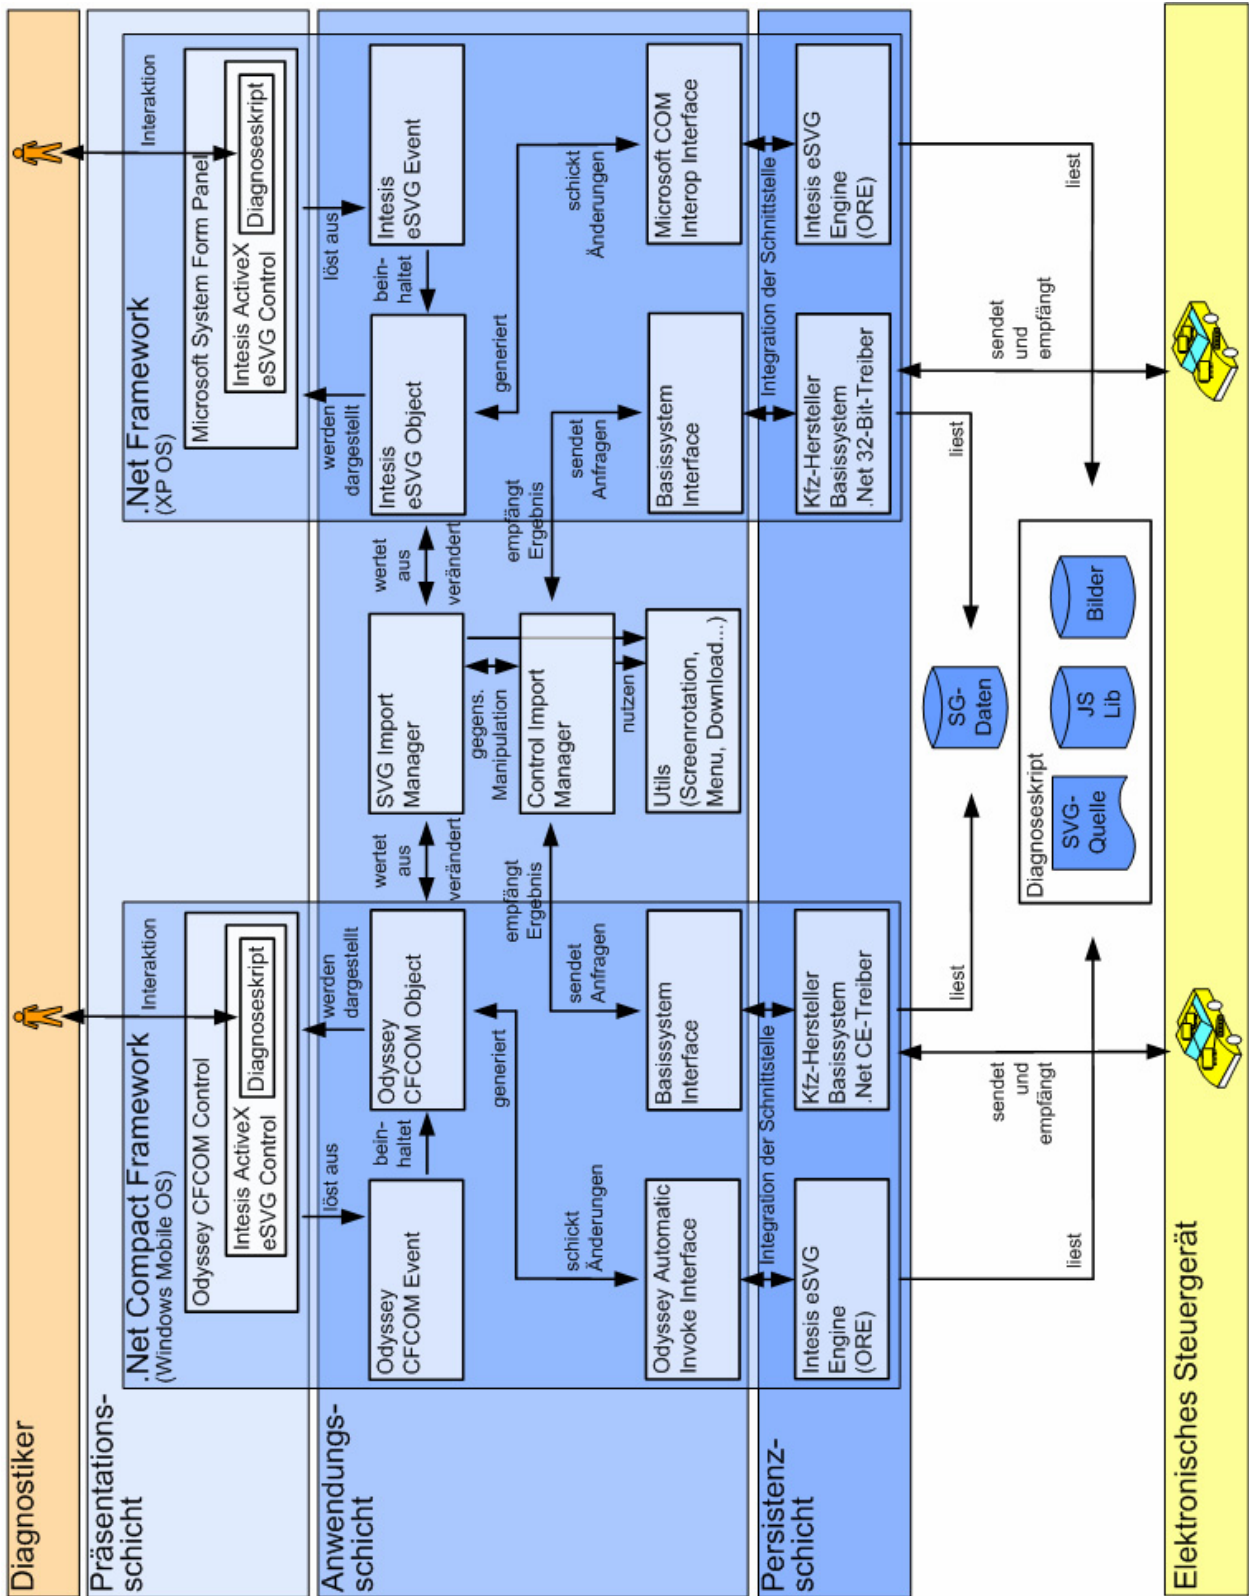 Diagnostiker
Präsentations-
schicht
.Net Compact Framework
(Windows Mobile OS)
Odyssey CFCOM Control
Intesis ActiveX
eSVG Control
Diagnoseskript
Interaktion
.Net Framework
(XP OS)
Microsoft System Form Panel
Intesis ActiveX
eSVG Control
Diagnoseskript
Interaktion
Anwendungs-
schicht
löst aus
werden
dargestellt
werden
dargestellt
löst aus
Odyssey
CFCOM Event
bein-
haltet
Odyssey
CFCOM Object
wertet
aus
verändert
SVG Import
Manager
wertet
aus
verändert
Intesis
eSVG Object
bein-
haltet
Intesis
eSVG Event
generiert
gegens.
Manipulation
generiert
empfängt
Ergebnis
Control Import
Manager
empfängt
Ergebnis
schickt
Änderungen
sendet
Anfragen
nutzen
sendet
Anfragen
schickt
Änderungen
Odyssey Automatic
Invoke Interface
Basissystem
Interface
Utils
(Screenrotation,
Menu, Download...)
Basissystem
Interface
Microsoft COM
Interop Interface
Integration der Schnittstelle
Integration der Schnittstelle
Persistenz-
schicht
Intesis eSVG
Engine
(ORE)
Kfz-Hersteller
Basissystem
.Net CE-Treiber
Kfz-Hersteller
Basissystem
.Net 32-Bit-Treiber
Intesis eSVG
Engine
(ORE)
liest
SG-
Daten
liest
sendet
und
empfängt
sendet
und
empfängt
liest
Diagnoseskript
SVG-
Quelle
JS
Lib
Bilder
liest
Elektronisches Steuergerät